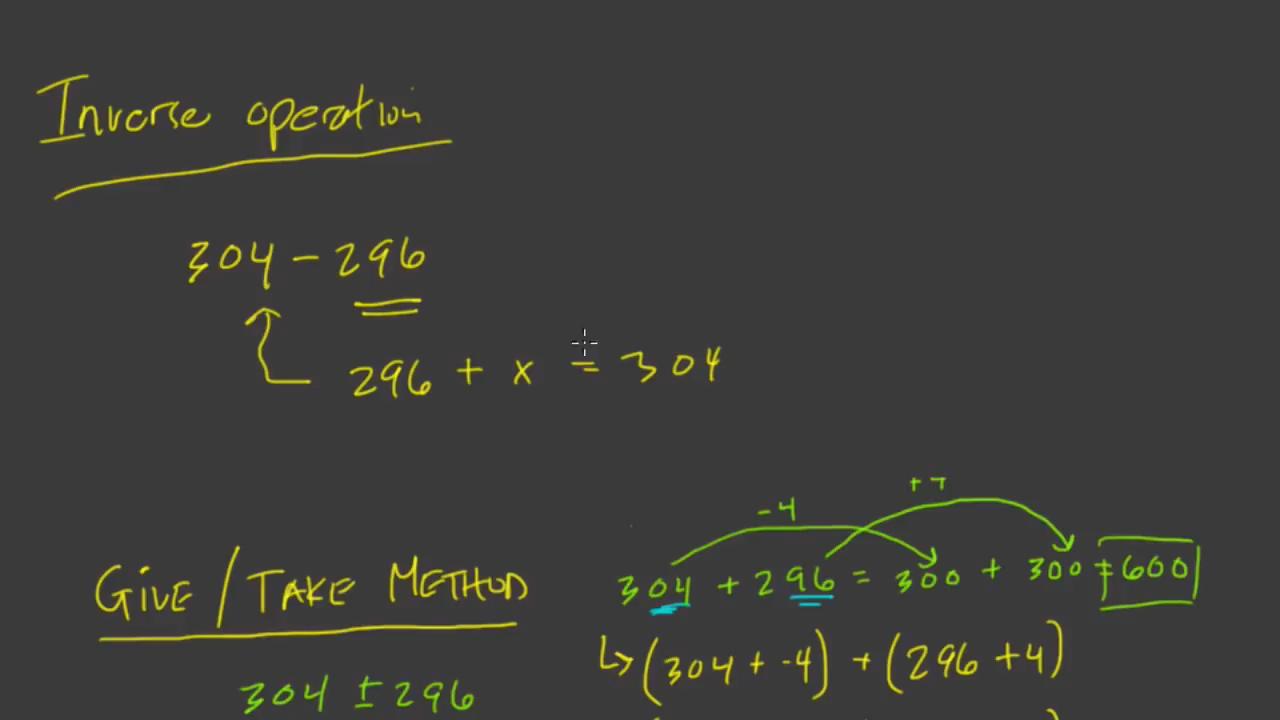 Inverse operation
304 - 296
296 + x = 304
-4
304 + 296 = 300 + 300 = 600
GIVE / TAKE METHOD
(304 + -4) + (296 + 4)
304 ± 296